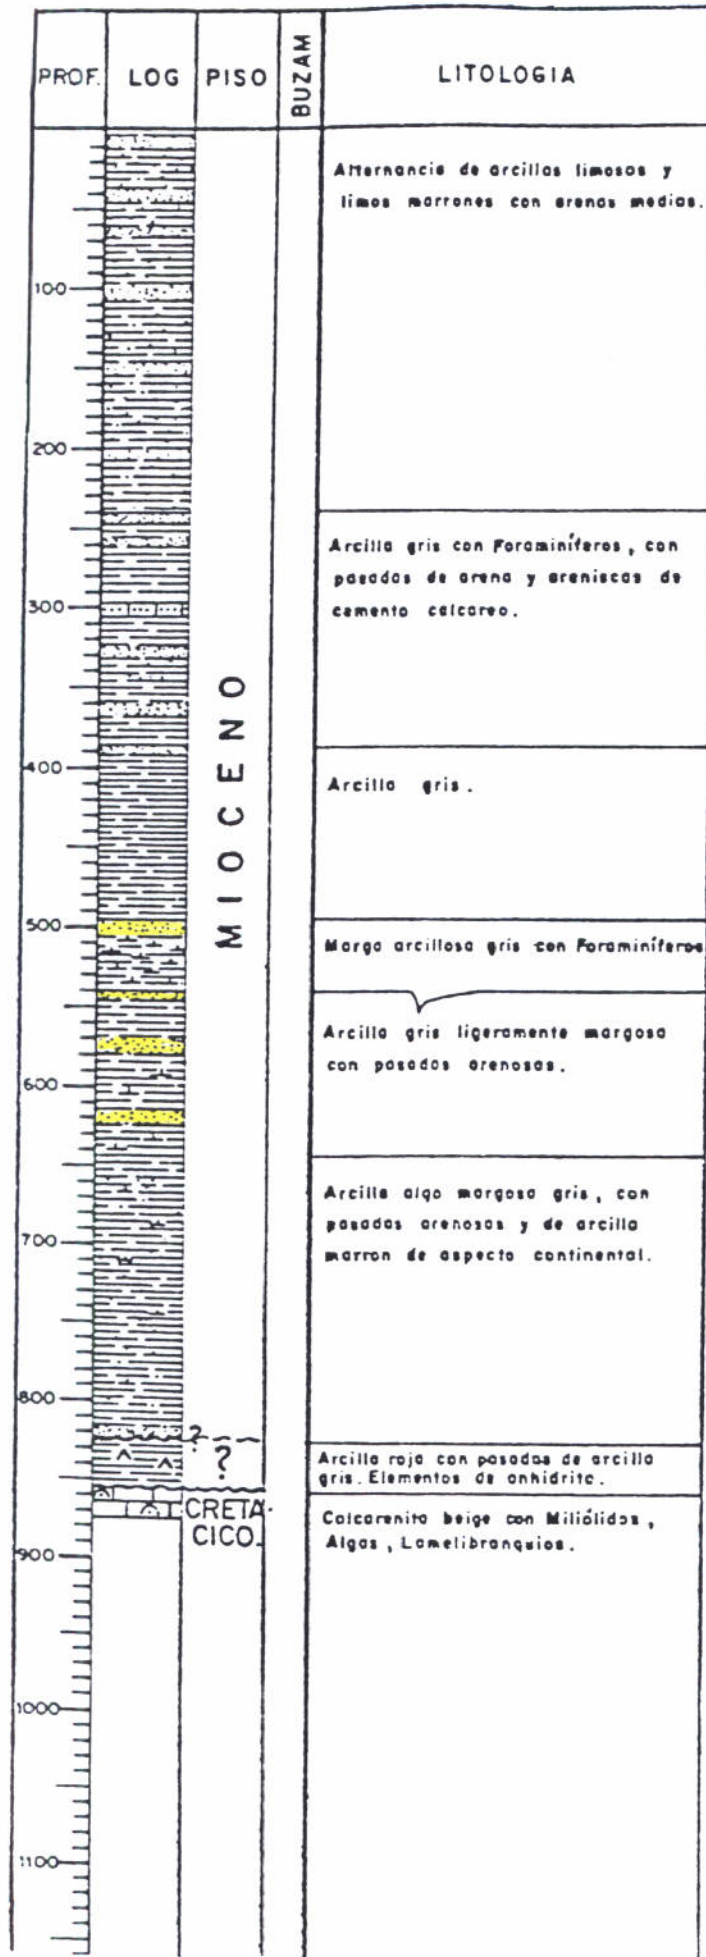 PROF. LOG PISO BUZAM LITOLOGIA
Alternancia de arcillas limosas y
limos marrones con arenas medias.
100
200
Arcilla gris con Foraminíferos, con
pasadas de arena y areniscas de
cemento calcareo.
300
MIOCENO
400
Arcilla gris.
500
Marga arcillosa gris con Foraminíferos
Arcilla gris ligeramente margosa
con pasadas arenosas.
600
Arcilla algo margosa gris, con
pasadas arenosas y de arcilla
marron de aspecto continental.
700
800
?
?
Arcilla roja con pasadas de arcilla
gris. Elementos de anhidrita.
CRETA-
CICO.
Calcarenita beige con Miliólidos,
Algas, Lamelibranquios.
900
1000
1100